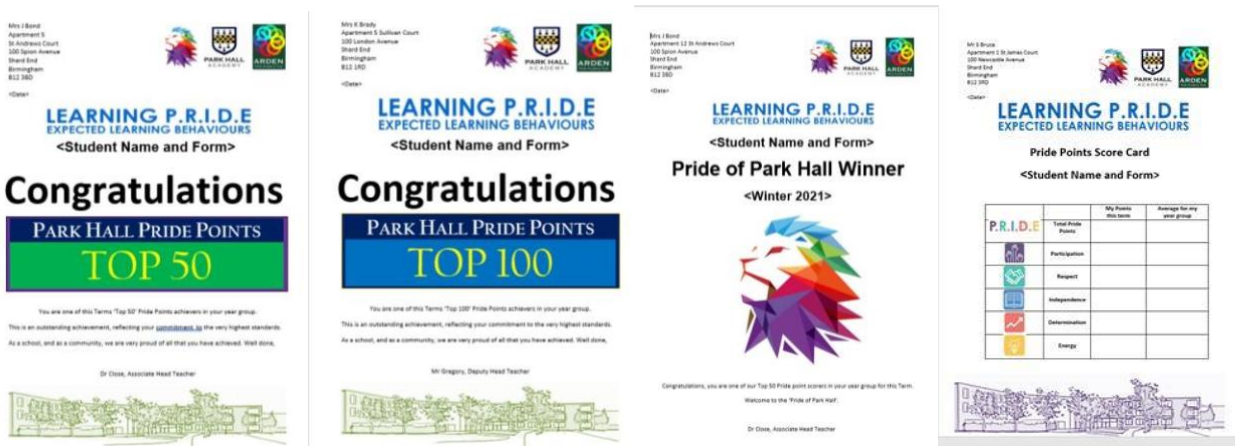 Mrs J Bond
Apartment 5
St Andrews Court
100 Spion Avenue
Shard End
Birmingham
B12 3BD
<Date>
PARK HALL
ACADEMY
ARDEN
LEARNING P.R.I.D.E
EXPECTED LEARNING BEHAVIOURS
<Student Name and Form>
Congratulations
PARK HALL PRIDE POINTS
TOP 50
You are one of this Terms 'Top 50' Pride Points achievers in your year group.
This is an outstanding achievement, reflecting your commitment to the very highest standards.
As a school, and as a community, we are very proud of all that you have achieved. Well done,
Dr Close, Associate Head Teacher
Mrs K Brady
Apartment 5 Sullivan Court
100 London Avenue
Shard End
Birmingham
B12 1RD
<Date>
PARK HALL
ACADEMY
ARDEN
LEARNING P.R.I.D.E
EXPECTED LEARNING BEHAVIOURS
<Student Name and Form>
Congratulations
PARK HALL PRIDE POINTS
TOP 100
You are one of this Terms 'Top 100' Pride Points achievers in your year group.
This is an outstanding achievement, reflecting your commitment to the very highest standards.
As a school, and as a community, we are very proud of all that you have achieved. Well done,
Mr Gregory, Deputy Head Teacher
Mrs J Bond
Apartment 12 St Andrews Court
100 Spion Avenue
Shard End
Birmingham
B12 3BD
<Date>
PARK HALL
ACADEMY
ARDEN
LEARNING P.R.I.D.E
EXPECTED LEARNING BEHAVIOURS
<Student Name and Form>
Pride of Park Hall Winner
<Winter 2021>
Congratulations, you are one of our Top 50 Pride point scorers in your year group for this Term.
Welcome to the 'Pride of Park Hall'.
Dr Close, Associate Head Teacher
Mr S Bruce
Apartment 1 St James Court
100 Newcastle Avenue
Shard End
Birmingham
<Date>
PARK HALL
ACADEMY
ARDEN
LEARNING P.R.I.D.E
EXPECTED LEARNING BEHAVIOURS
Pride Points Score Card
<Student Name and Form>
My Points this term
Average for my year group
P.R.I.D.E
Total Pride Points
Participation
Respect
Independence
Determination
Energy